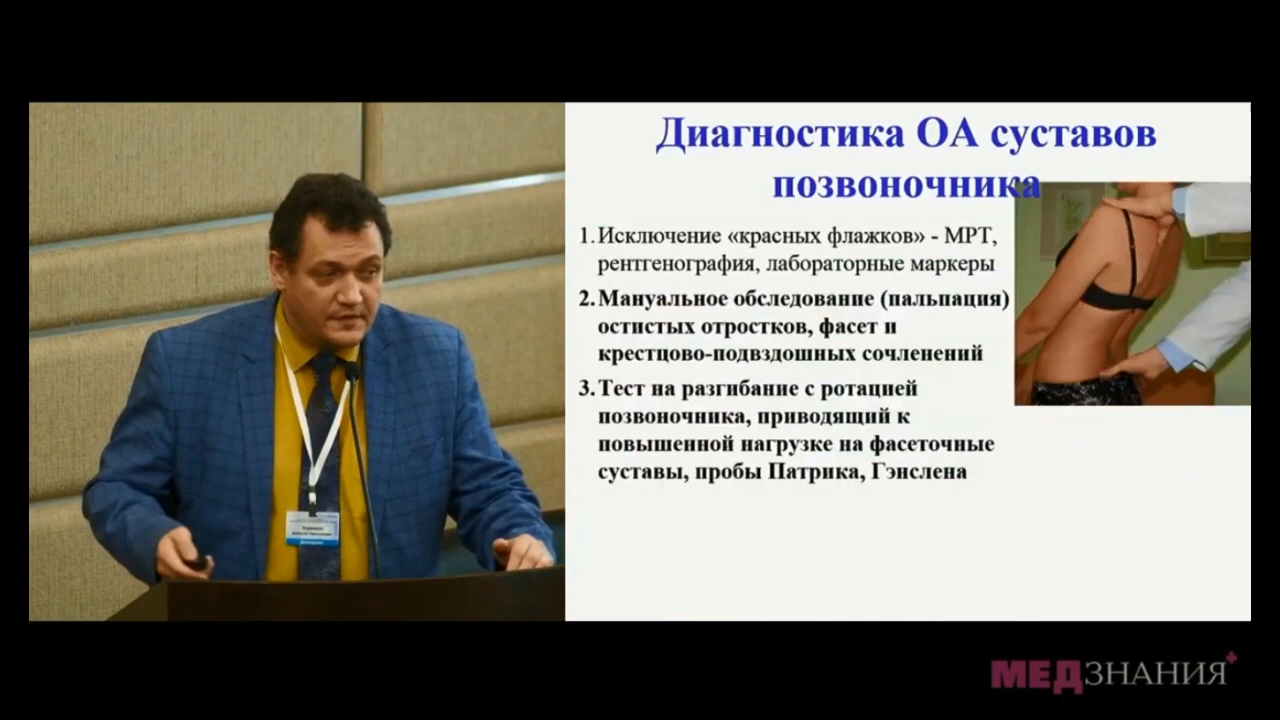 Диагностика ОА суставов
позвоночника
1. Исключение «красных флажков» - МРТ,
рентгенография, лабораторные маркеры
2. Мануальное обследование (пальпация)
остистых отростков, фасет и
крестцово-подвздошных сочленений
3. Тест на разгибание с ротацией
позвоночника, приводящий к
повышенной нагрузке на фасеточные
суставы, пробы Патрика, Гэнслена
МЕДЗНАНИЯ+